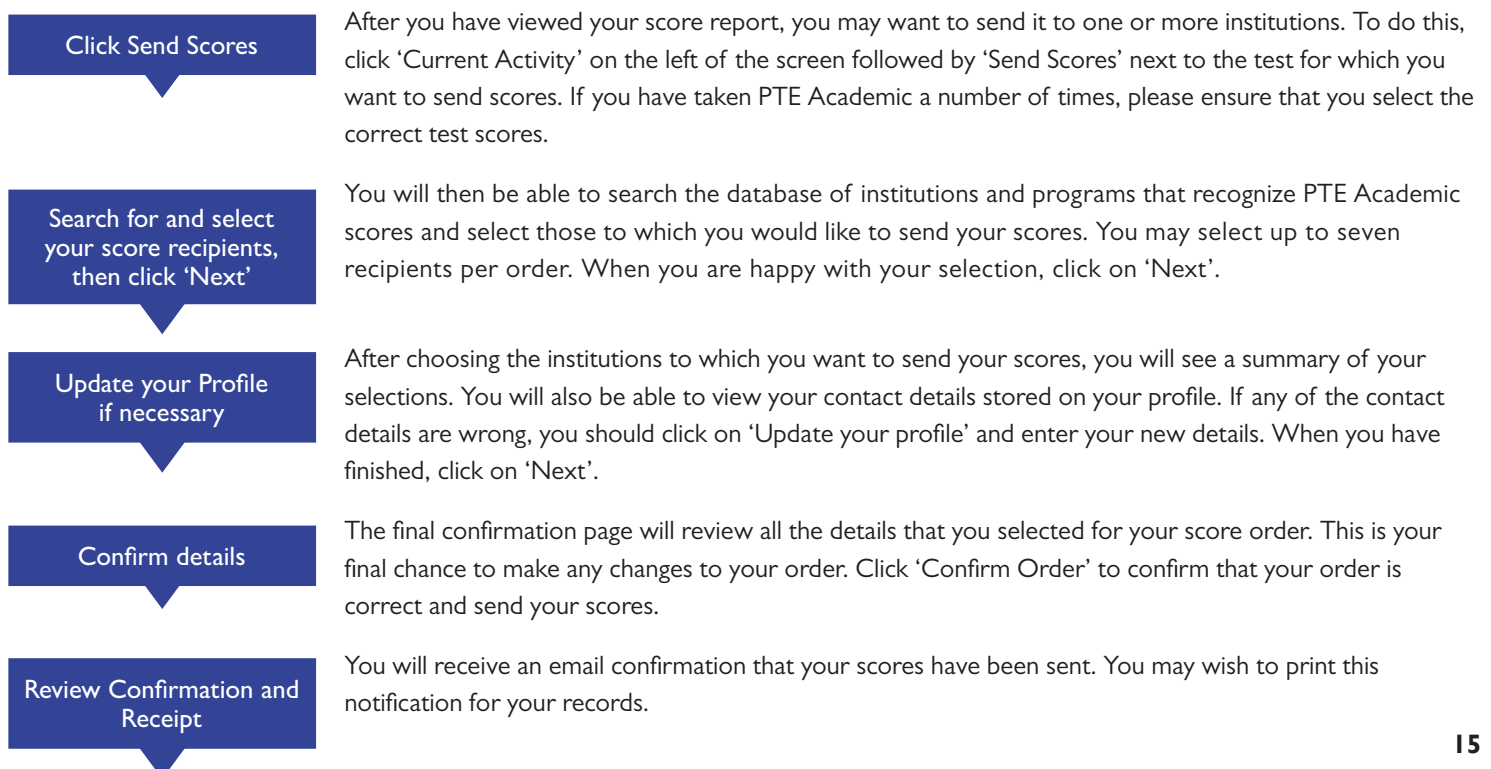 Click Send Scores
After you have viewed your score report, you may want to send it to one or more institutions. To do this,
click ‘Current Activity’ on the left of the screen followed by ‘Send Scores’ next to the test for which you
want to send scores. If you have taken PTE Academic a number of times, please ensure that you select the
correct test scores.
Search for and select
your score recipients,
then click ‘Next’
You will then be able to search the database of institutions and programs that recognize PTE Academic
scores and select those to which you would like to send your scores. You may select up to seven
recipients per order. When you are happy with your selection, click on ‘Next’.
Update your Profile
if necessary
After choosing the institutions to which you want to send your scores, you will see a summary of your
selections. You will also be able to view your contact details stored on your profile. If any of the contact
details are wrong, you should click on ‘Update your profile’ and enter your new details. When you have
finished, click on ‘Next’.
Confirm details
The final confirmation page will review all the details that you selected for your score order. This is your
final chance to make any changes to your order. Click ‘Confirm Order’ to confirm that your order is
correct and send your scores.
Review Confirmation and
Receipt
You will receive an email confirmation that your scores have been sent. You may wish to print this
notification for your records.
15